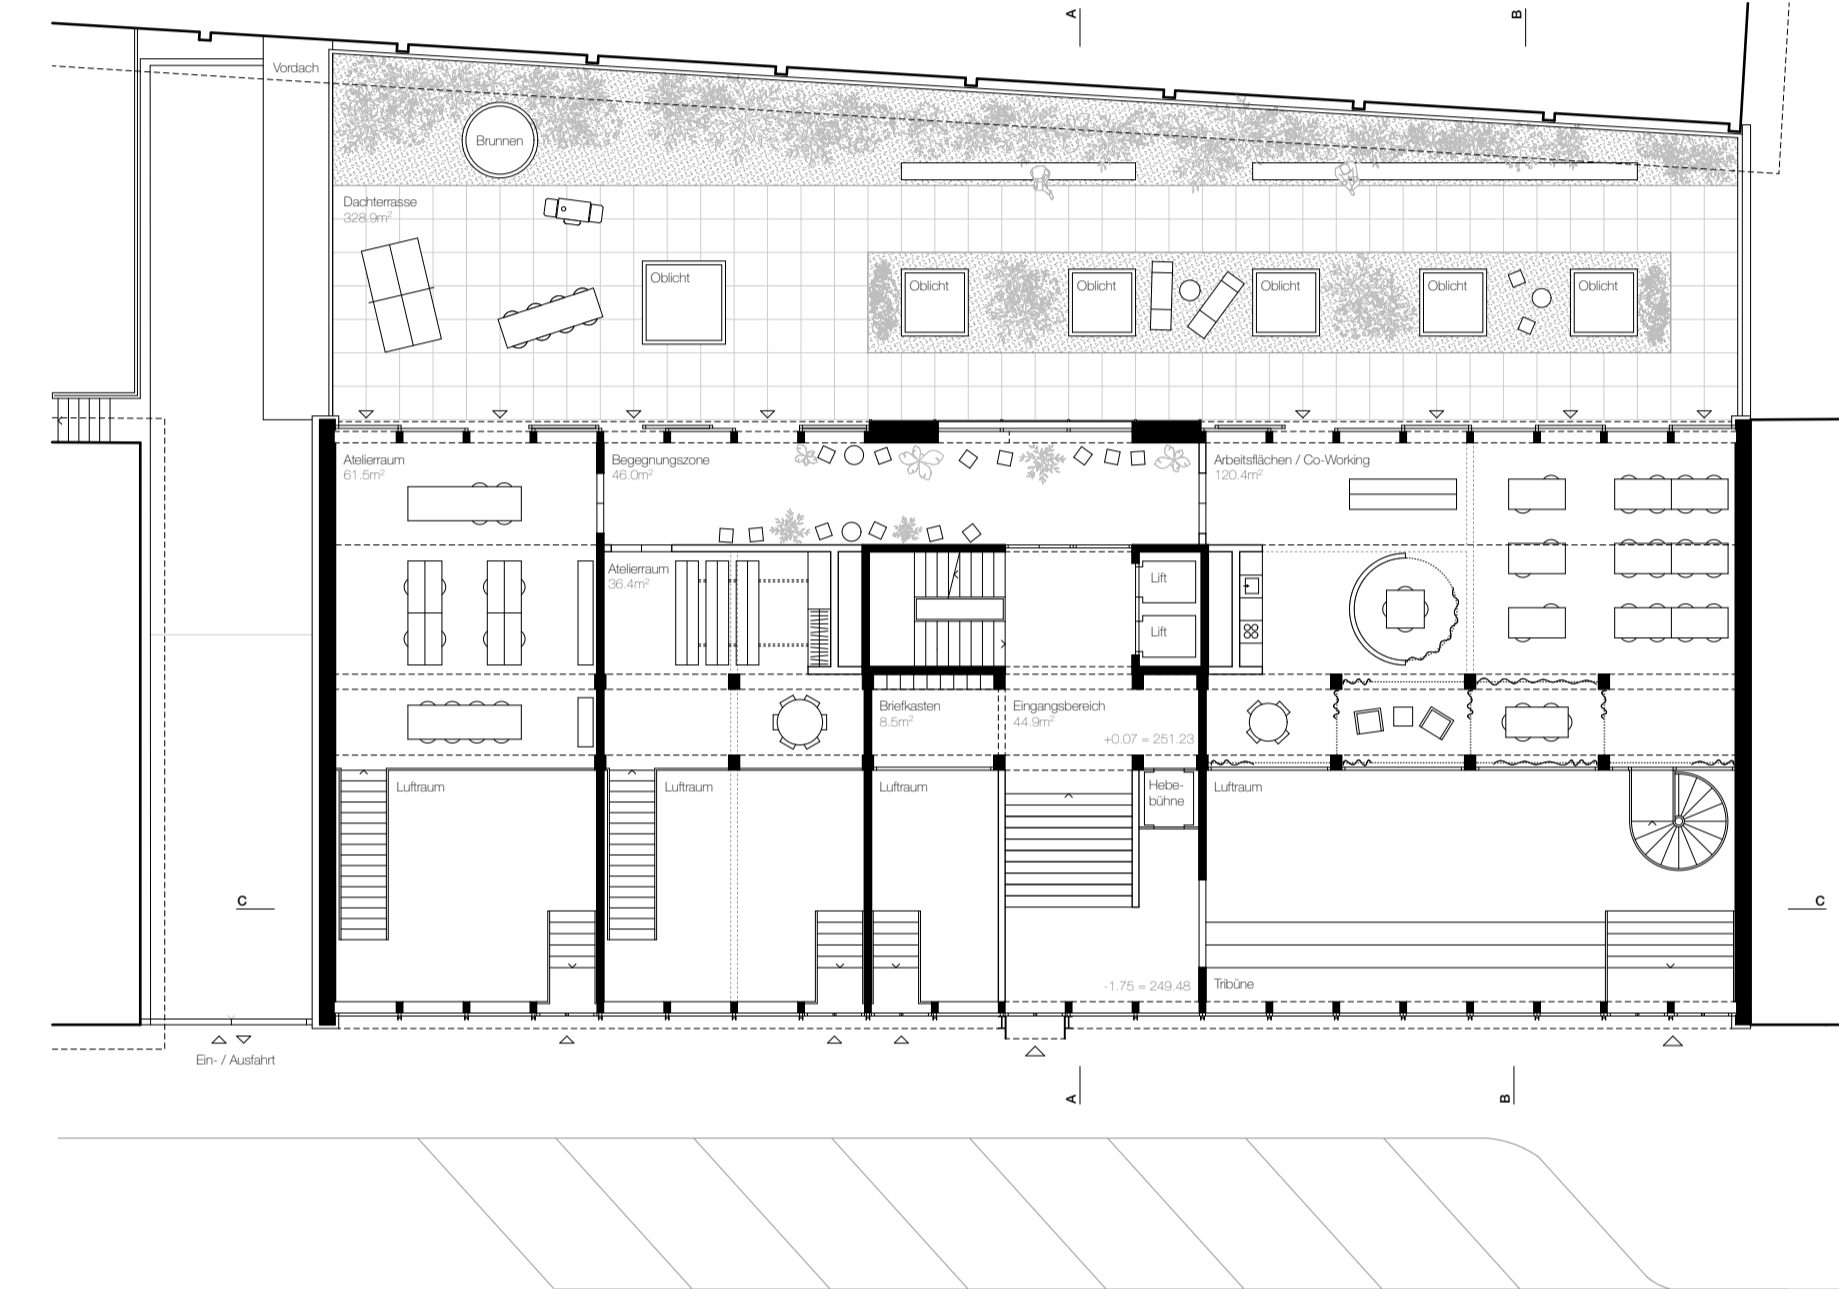 A
B
Vordach
Brunnen
Dachterrasse
328.9m²
Oblicht
Oblicht
Oblicht
Oblicht
Oblicht
Oblicht
Atelierraum
61.5m²
Begegnungszone
46.0m²
Arbeitsflächen / Co-Working
120.4m²
Atelierraum
36.4m²
Lift
Lift
Briefkasten
8.5m²
Eingangsbereich
44.9m²
+0.07 = 251.23
Luftraum
Luftraum
Luftraum
Hebe-
bühne
Luftraum
C
C
-1.75 = 249.48
Tribüne
Ein- / Ausfahrt
A
B